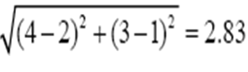 √(4−2)² + (3−1)² = 2.83